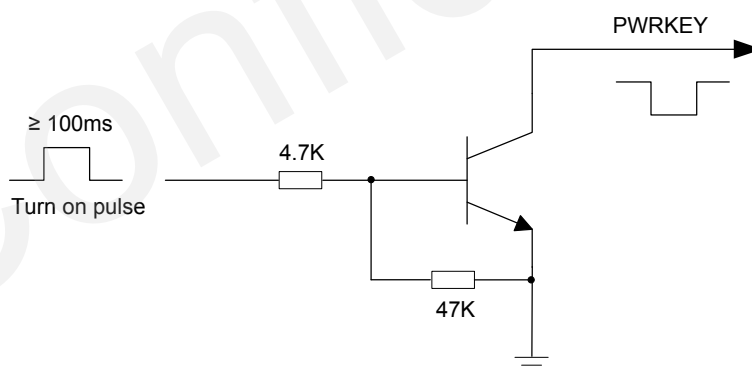 PWRKEY
≥ 100ms
4.7K
Turn on pulse
47K